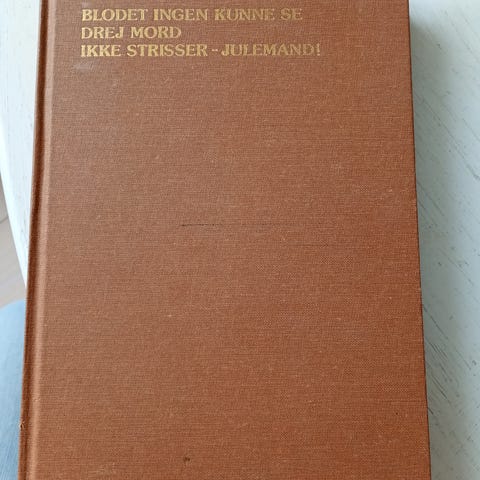 BLODET INGEN KUNNE SE
DREJ MORD
IKKE STRISSER - JULEMAND!